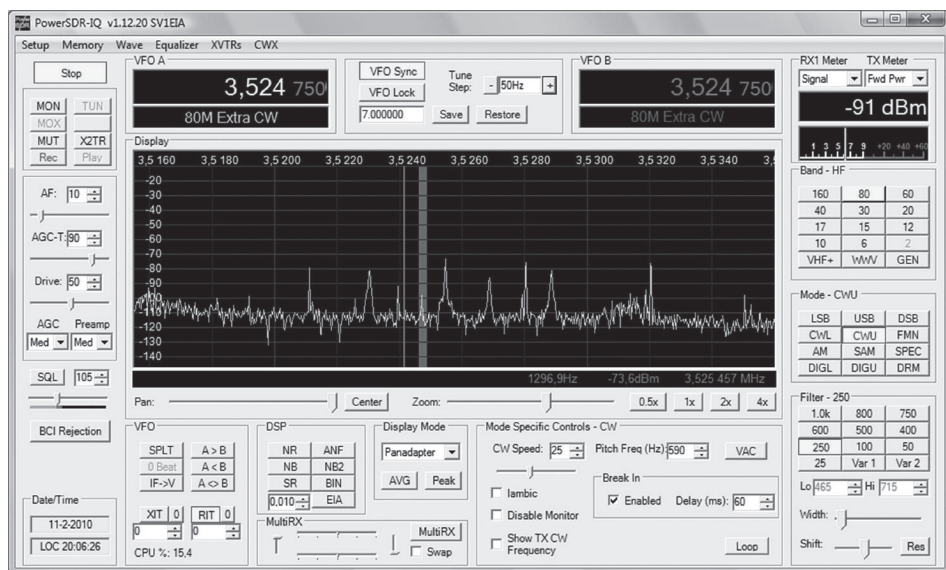 PowerSDR-IQ v1.12.20 SV1EIA
Setup Memory Wave Equalizer XVTRs CWX
Stop
MON TUN
MOX
MUT X2TR
Rec Play
AF: 10
AGC-T: 90
Drive: 50
AGC Preamp
Med Med
SQL 105
BCI Rejection
Date/Time
11-2-2010
LOC 20:06:26
VFO A
3,524 750
80M Extra CW
VFO Sync
VFO Lock
Tune Step: - 50Hz +
7.000000 Save Restore
VFO B
3,524 750
80M Extra CW
RX1 Meter TX Meter
Signal Fwd Pwr
-91 dBm
1 3 5 7 9 +20 +40 +60
Display
3,5 160 3,5 180 3,5 200 3,5 220 3,5 240 3,5 260 3,5 280 3,5 300 3,5 320 3,5 340 3,5
-20
-30
-40
-50
-60
-70
-80
-90
-100
-110
-120
-130
-140
1296,9Hz -73,6dBm 3,525 457 MHz
Pan: Center Zoom: 0.5x 1x 2x 4x
Band - HF
160 80 60
40 30 20
17 15 12
10 6 2
VHF+ WWV GEN
Mode - CWU
LSB USB DSB
CWL CWU FMN
AM SAM SPEC
DIGL DIGU DRM
Filter - 250
1.0k 800 750
600 500 400
250 100 50
25 Var 1 Var 2
Lo 465 Hi 715
Width:
Shift: Res
VFO
SPLT A > B
0 Beat A < B
IF->V A <> B
XIT 0 RIT 0
0 0
CPU %: 15,4
DSP
NR ANF
NB NB2
SR BIN
0,010 EIA
MultiRX
MultiRX
Swap
Display Mode
Panadapter
AVG Peak
Mode Specific Controls - CW
CW Speed: 25 Pitch Freq (Hz): 590 VAC
Iambic
Disable Monitor
Show TX CW Frequency
Break In
Enabled Delay (ms): 60
Loop